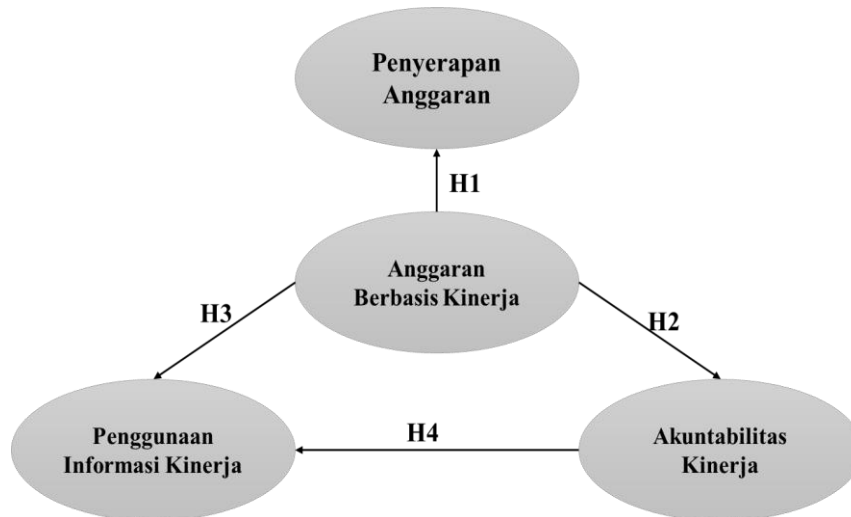 Penyerapan
Anggaran
H1
Anggaran
Berbasis Kinerja
H3
H2
Penggunaan
Informasi Kinerja
H4
Akuntabilitas
Kinerja